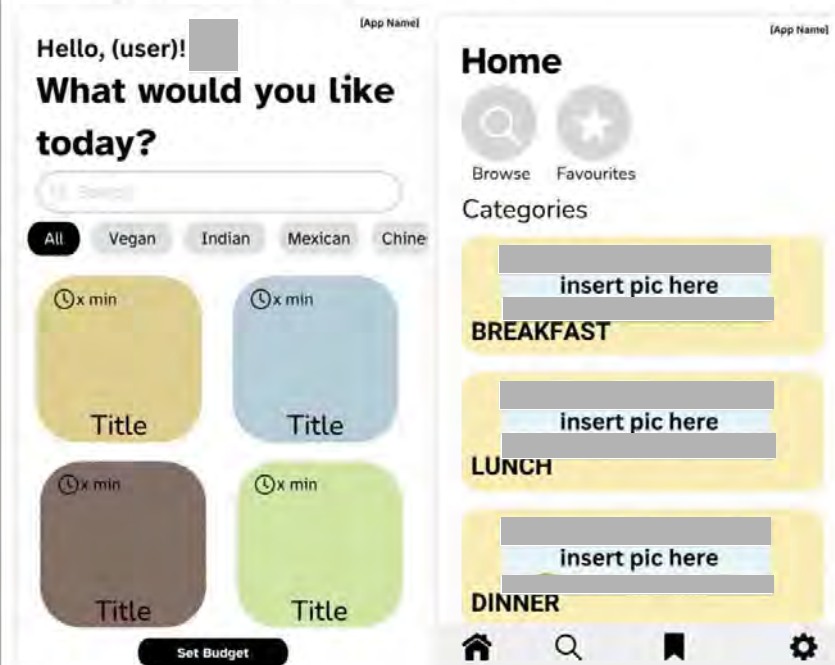 [App Name]
Hello, (user)!
What would you like
today?
Search
All Vegan Indian Mexican Chine
x min x min
Title Title
x min x min
Title Title
Set Budget
[App Name]
Home
Browse Favourites
Categories
insert pic here
BREAKFAST
insert pic here
LUNCH
insert pic here
DINNER